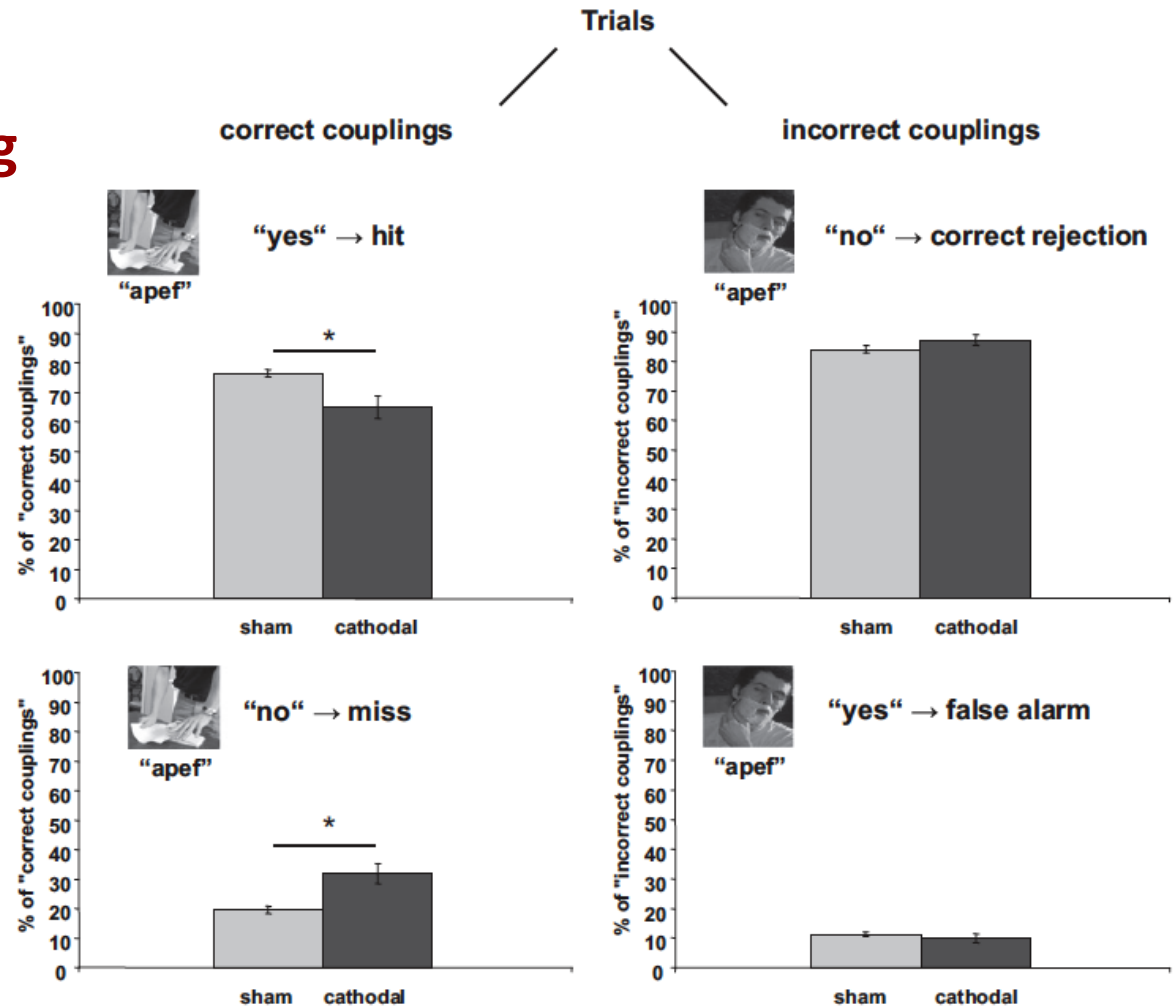 Trials
g
correct couplings
incorrect couplings
“yes“ → hit
“apef”
100
90
80
70
60
50
40
30
20
10
0
% of "correct couplings"
*
sham cathodal
“no“ → correct rejection
“apef”
100
90
80
70
60
50
40
30
20
10
0
% of "incorrect couplings"
sham cathodal
“no“ → miss
“apef”
100
90
80
70
60
50
40
30
20
10
0
% of "correct couplings"
*
sham cathodal
“yes“ → false alarm
“apef”
100
90
80
70
60
50
40
30
20
10
0
% of "incorrect couplings"
sham cathodal